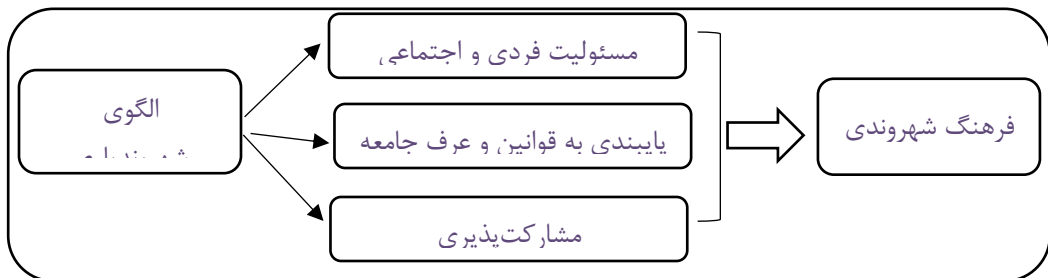 مسئولیت فردی و اجتماعی
الگوی
پایبندی به قوانین و عرف جامعه
فرهنگ شهروندی
مشارکت‌پذیری